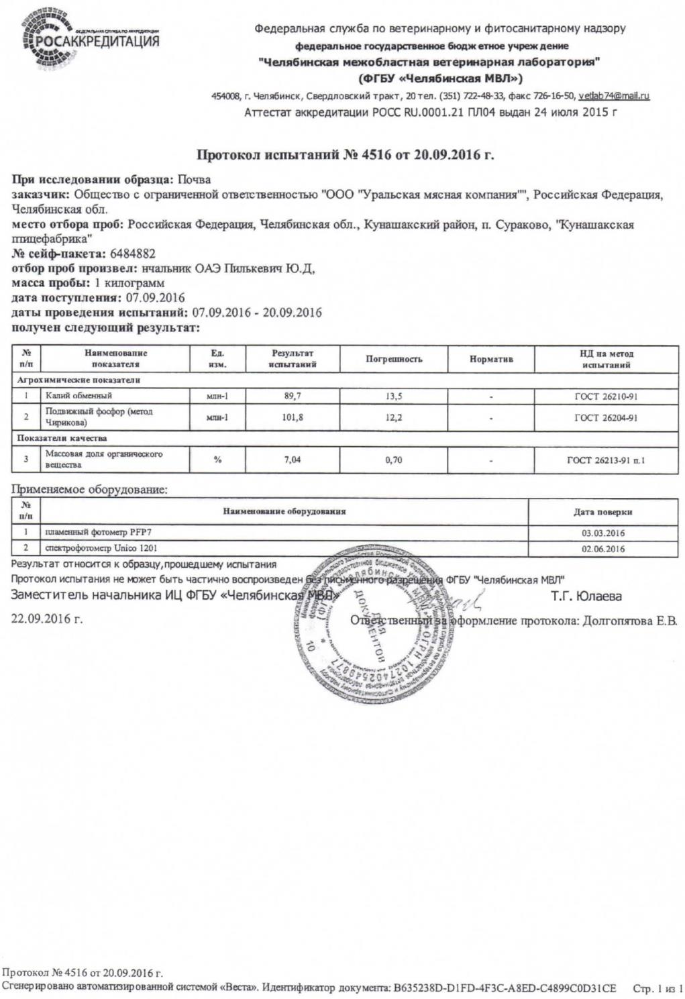 ФЕДЕРАЛЬНАЯ СЛУЖБА ПО АККРЕДИТАЦИИ
РОСАККРЕДИТАЦИЯ
Федеральная служба по ветеринарному и фитосанитарному надзору
федеральное государственное бюджетное учреждение
"Челябинская межобластная ветеринарная лаборатория"
(ФГБУ «Челябинская МВЛ»)
454008, г. Челябинск, Свердловский тракт, 20 тел. (351) 722-48-33, факс 726-16-50, vetlab74@mail.ru
Аттестат аккредитации РОСС RU.0001.21 ПЛ04 выдан 24 июля 2015 г
Протокол испытаний № 4516 от 20.09.2016 г.
При исследовании образца: Почва
заказчик: Общество с ограниченной ответственностью "ООО "Уральская мясная компания"", Российская Федерация,
Челябинская обл.
место отбора проб: Российская Федерация, Челябинская обл., Кунашакский район, п. Сураково, "Кунашакская
птицефабрика"
№ сейф-пакета: 6484882
отбор проб произвел: нчальник ОАЭ Пилькевич Ю.Д,
масса пробы: 1 килограмм
дата поступления: 07.09.2016
даты проведения испытаний: 07.09.2016 - 20.09.2016
получен следующий результат:
№ п/п Наименование показателя Ед. изм. Результат испытаний Погрешность Норматив НД на метод испытаний
Агрохимические показатели
1 Калий обменный млн-1 89,7 13,5 - ГОСТ 26210-91
2 Подвижный фосфор (метод Чирикова) млн-1 101,8 12,2 - ГОСТ 26204-91
Показатели качества
3 Массовая доля органического вещества % 7,04 0,70 - ГОСТ 26213-91 п.1
Применяемое оборудование:
№ п/п Наименование оборудования Дата поверки
1 пламенный фотометр PFP7 03.03.2016
2 спектрофотометр Unico 1201 02.06.2016
Результат относится к образцу,прошедшему испытания
Протокол испытания не может быть частично воспроизведен без письменного разрешения ФГБУ "Челябинская МВЛ"
Заместитель начальника ИЦ ФГБУ «Челябинская МВЛ» Т.Г. Юлаева
22.09.2016 г. Ответственный за оформление протокола: Долгопятова Е.В.
ДЛЯ
ДОКУМЕНТОВ
(ФГБУ «ЧЕЛЯБИНСКАЯ МВЛ») * ОГРН 1027402549877 *
10
Протокол № 4516 от 20.09.2016 г.
Сгенерировано автоматизированной системой «Веста». Идентификатор документа: B635238D-D1FD-4F3C-A8ED-C4899C0D31CE Стр. 1 из 1